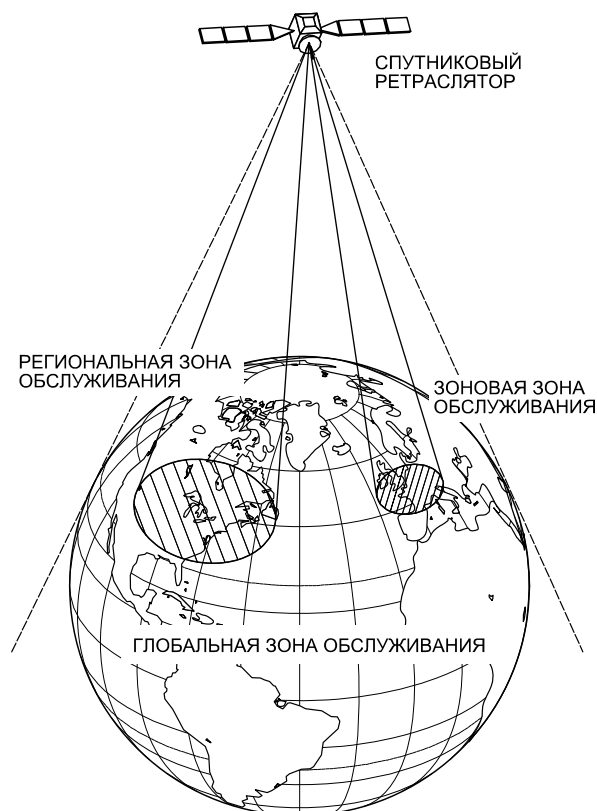 СПУТНИКОВЫЙ
РЕТРАСЛЯТОР
РЕГИОНАЛЬНАЯ ЗОНА
ОБСЛУЖИВАНИЯ
ЗОНОВАЯ ЗОНА
ОБСЛУЖИВАНИЯ
ГЛОБАЛЬНАЯ ЗОНА ОБСЛУЖИВАНИЯ